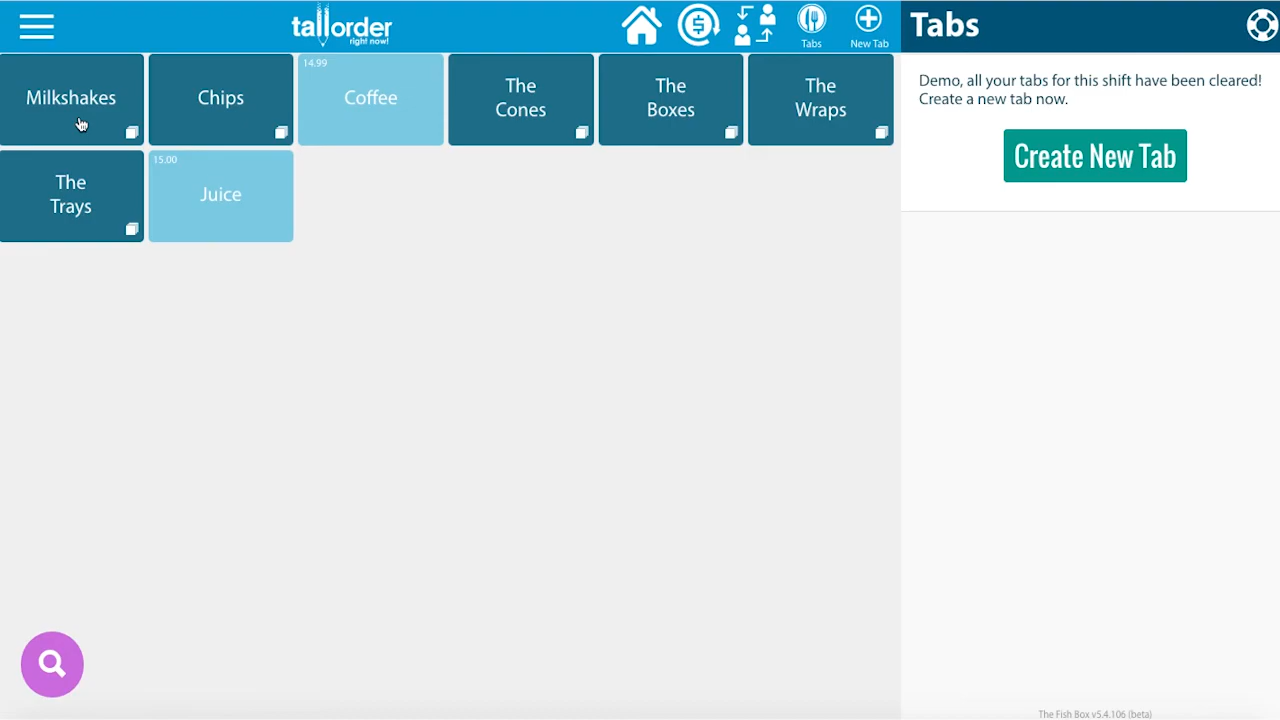 tallorder
right now!
Tabs
New Tab
Tabs
Milkshakes
Chips
14.99
Coffee
The
Cones
The
Boxes
The
Wraps
The
Trays
15.00
Juice
Demo, all your tabs for this shift have been cleared!
Create a new tab now.
Create New Tab
The Fish Box v5.4.106 (beta)